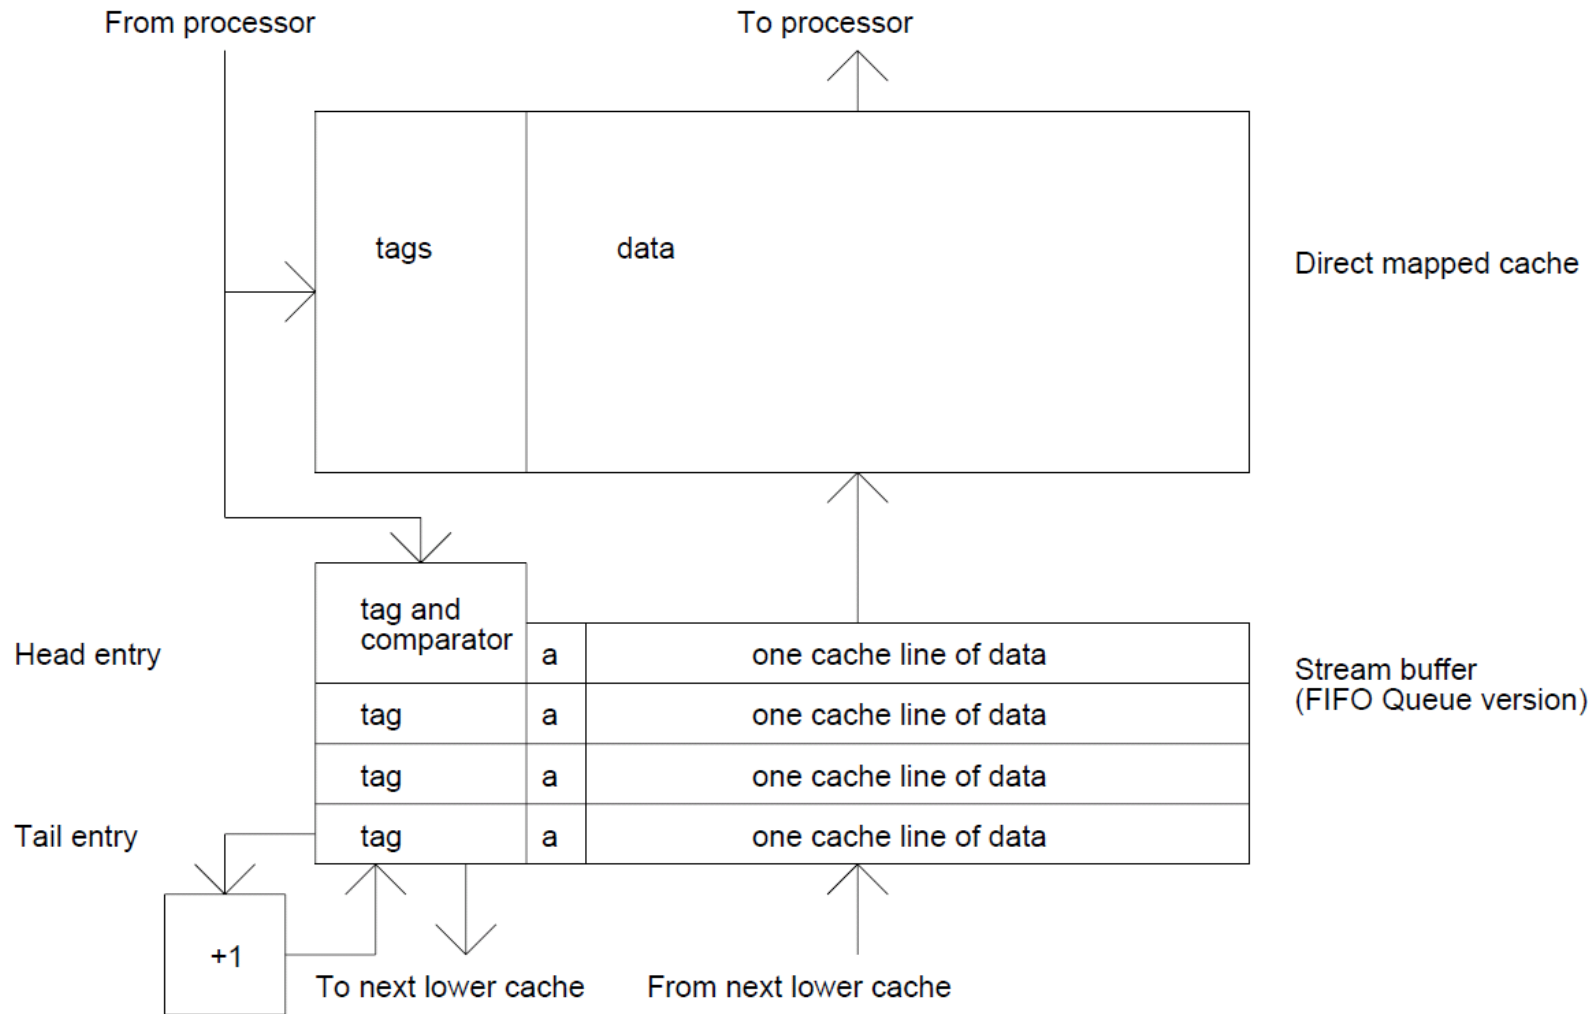 From processor
To processor
tags
data
Direct mapped cache
tag and
comparator
Head entry
a
one cache line of data
Stream buffer
(FIFO Queue version)
tag
a
one cache line of data
tag
a
one cache line of data
Tail entry
tag
a
one cache line of data
+1
To next lower cache
From next lower cache